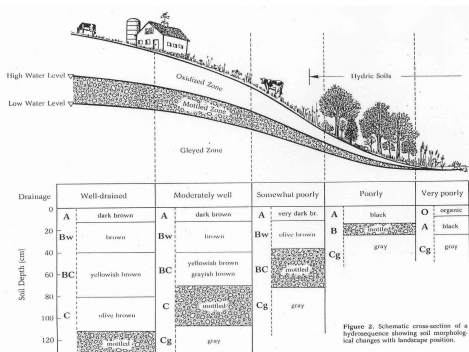 High Water Level
Low Water Level
Oxidized Zone
Mottled Zone
Gleyed Zone
Hydric Soils
Drainage
Well-drained
Moderately well
Somewhat poorly
Poorly
Very poorly
Soil Depth (cm)
0
20
40
60
80
100
120
A dark brown
Bw brown
BC yellowish brown
C olive brown
mottled
A dark brown
Bw brown
BC yellowish brown
grayish brown
C mottled
Cg gray
A very dark br.
Bw olive brown
BC mottled
Cg gray
A black
B mottled
Cg gray
O organic
A black
Cg gray
Figure 2. Schematic cross-section of a
hydrosequence showing soil morpholog-
ical changes with landscape position.